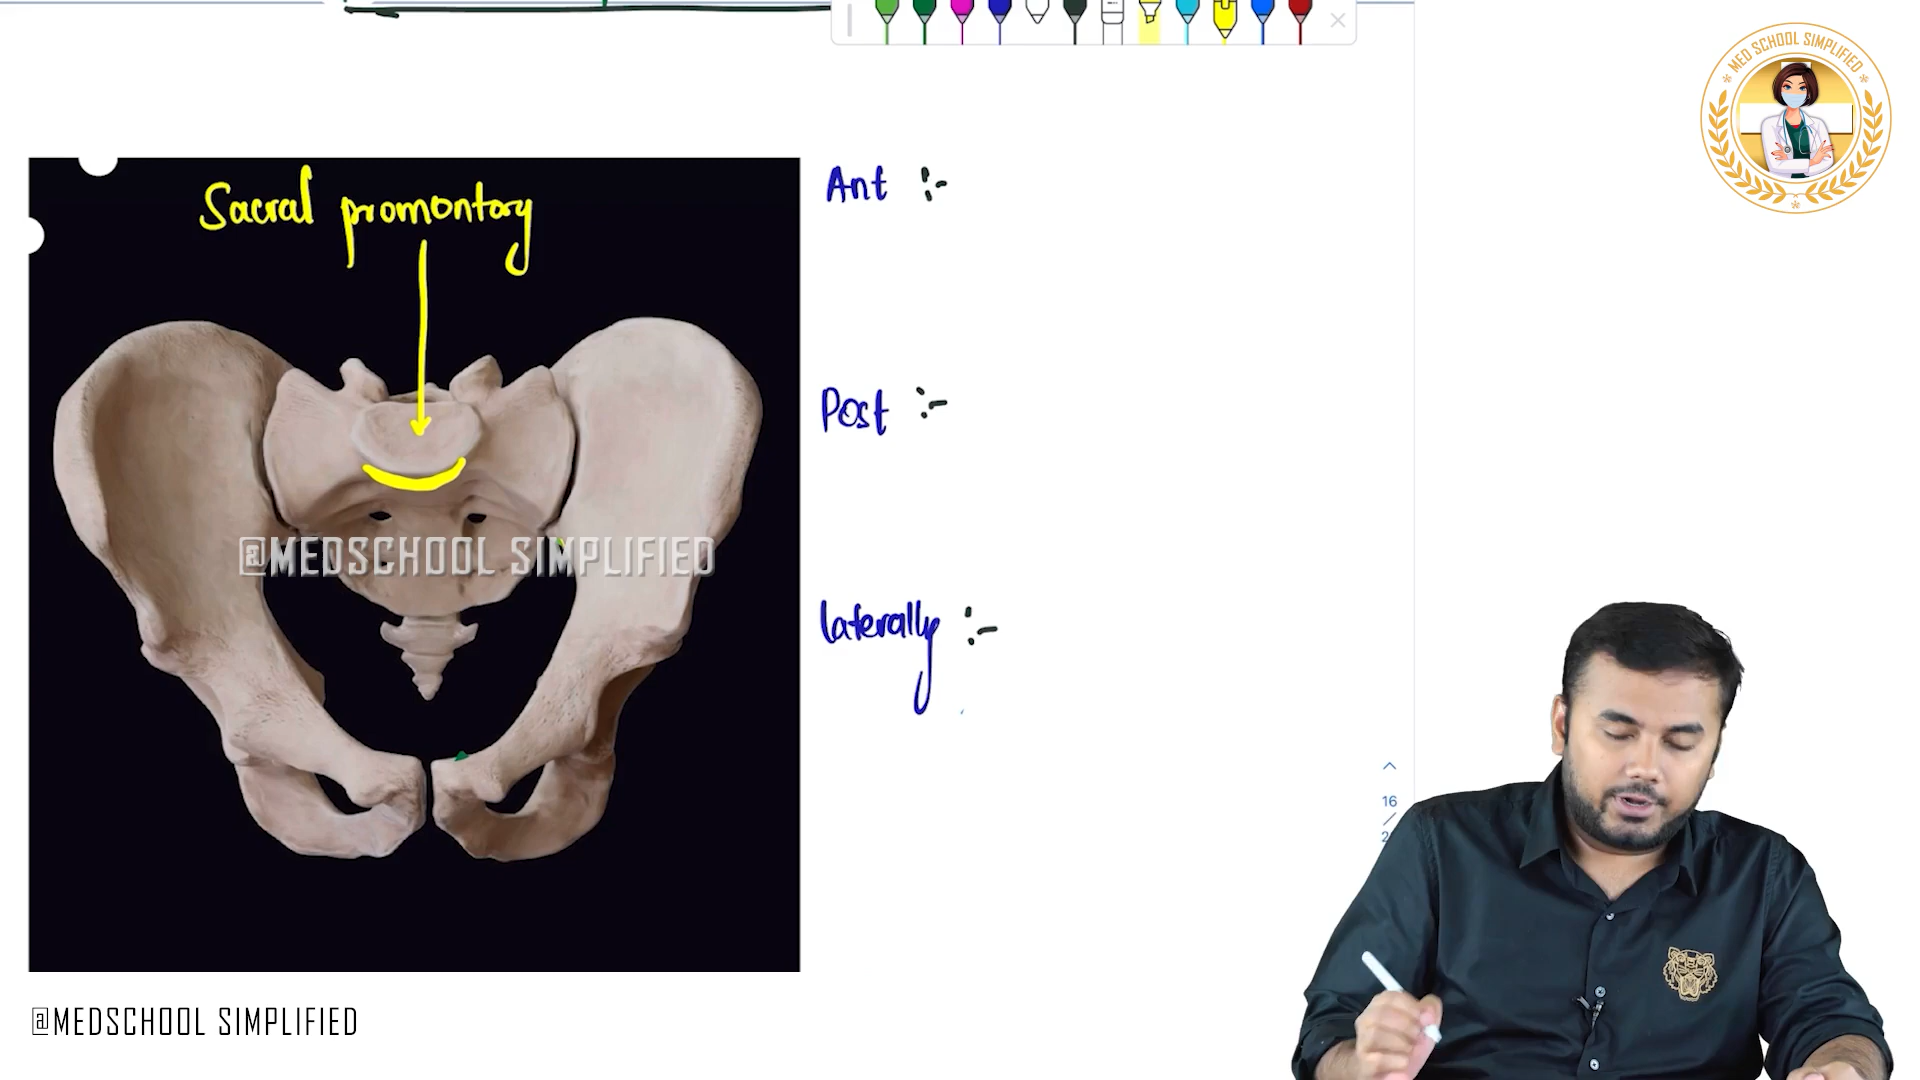 MED SCHOOL SIMPLIFIED
Sacral promontory
Ant :-
Post :-
laterally :-
@MEDSCHOOL SIMPLIFIED
16
/
@MEDSCHOOL SIMPLIFIED